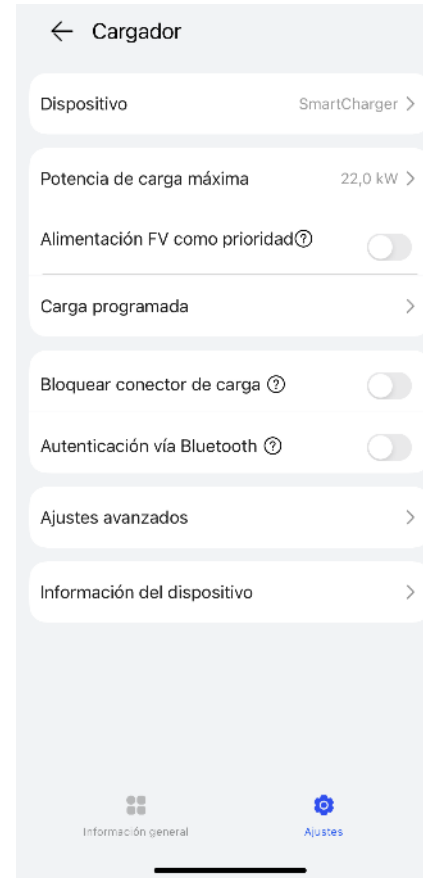 Cargador
Dispositivo SmartCharger
Potencia de carga máxima 22,0 kW
Alimentación FV como prioridad
Carga programada
Bloquear conector de carga
Autenticación vía Bluetooth
Ajustes avanzados
Información del dispositivo
Información general Ajustes